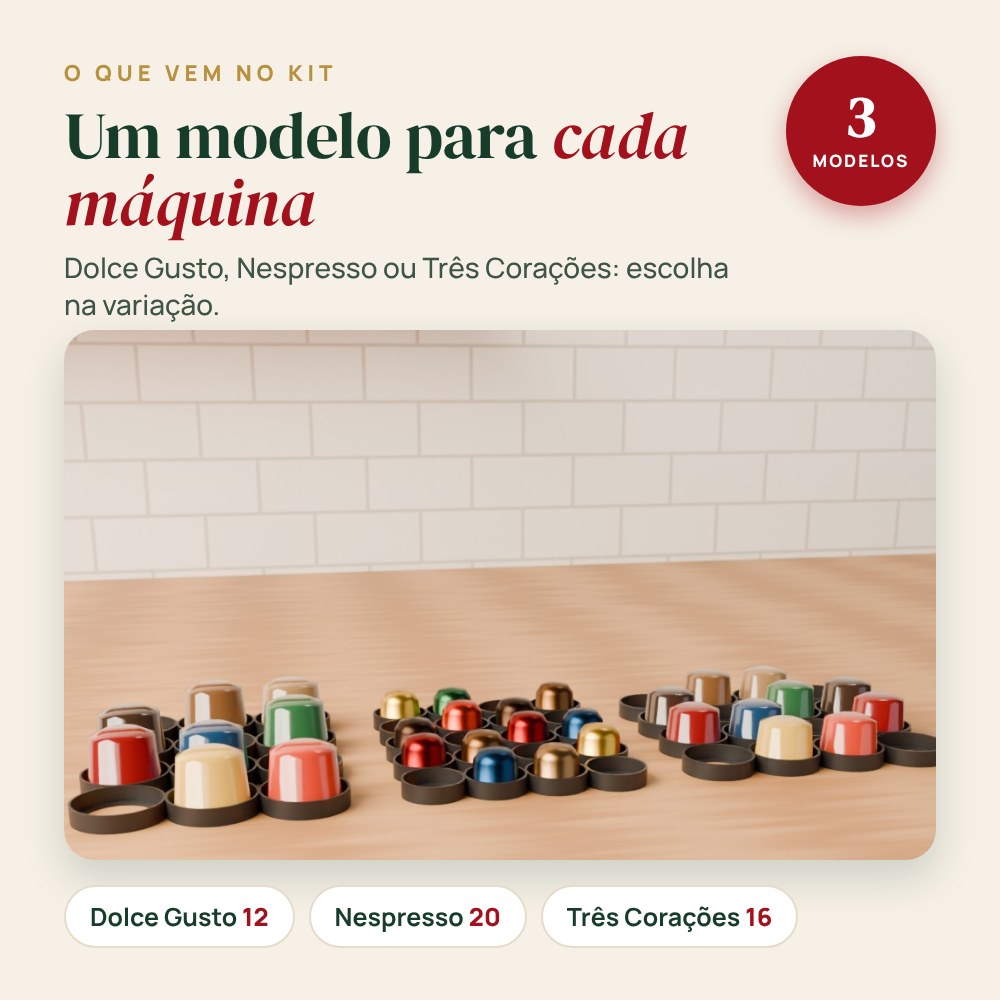 O QUE VEM NO KIT
Um modelo para cada
máquina
Dolce Gusto, Nespresso ou Três Corações: escolha
na variação.
3
MODELOS
Dolce Gusto 12
Nespresso 20
Três Corações 16